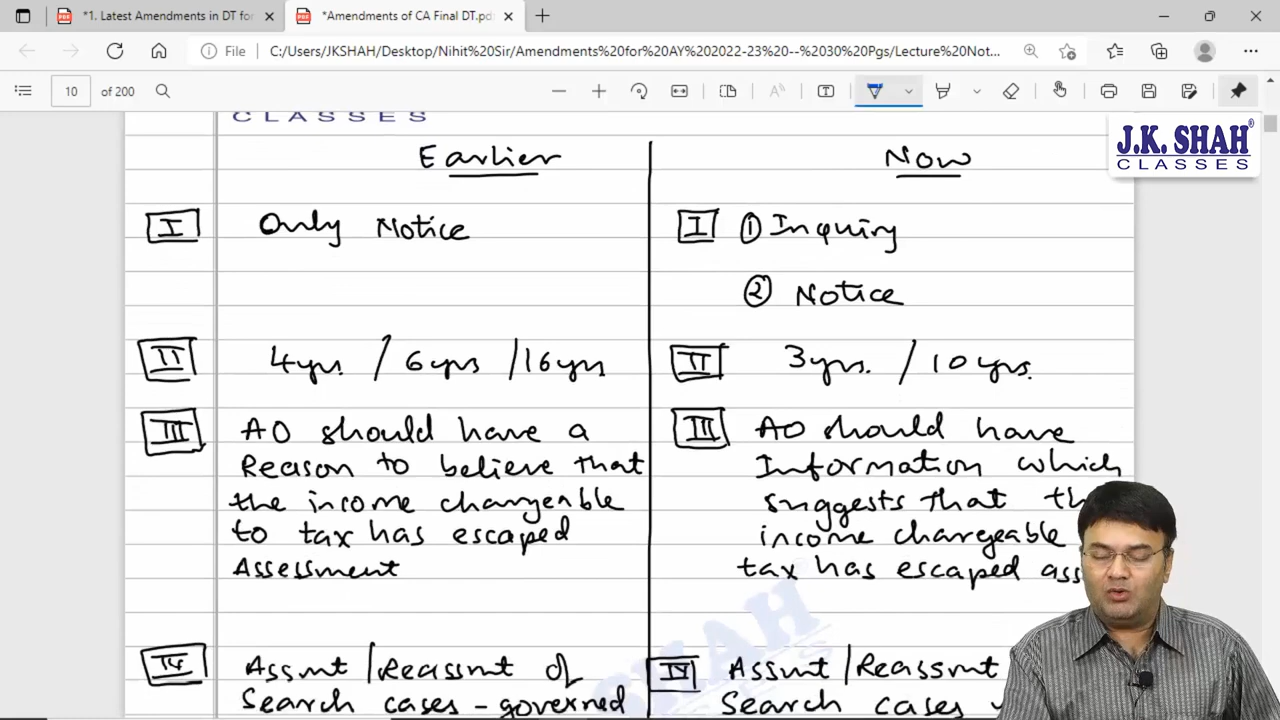 *1. Latest Amendments in DT for
*Amendments of CA Final DT.pd
File
C:/Users/JKSHAH/Desktop/Nihit%20Sir/Amendments%20for%20AY%202022-23%20--%2030%20Pgs/Lecture%20Not...
10 of 200
CLASSES
J.K. SHAH®
CLASSES
Earlier
Now
I Only Notice
I ① Inquiry
② Notice
II 4yrs. / 6yrs / 16yrs
II 3yrs. / 10yrs.
III AO should have a
Reason to believe that
the income chargeable
to tax has escaped
Assessment
III AO should have
Information which
suggests that th
income chargeable
tax has escaped ass
IV Assmt / Reassmt of
Search cases - governed
IV Assmt / Reassmt
Search cases
SHAH